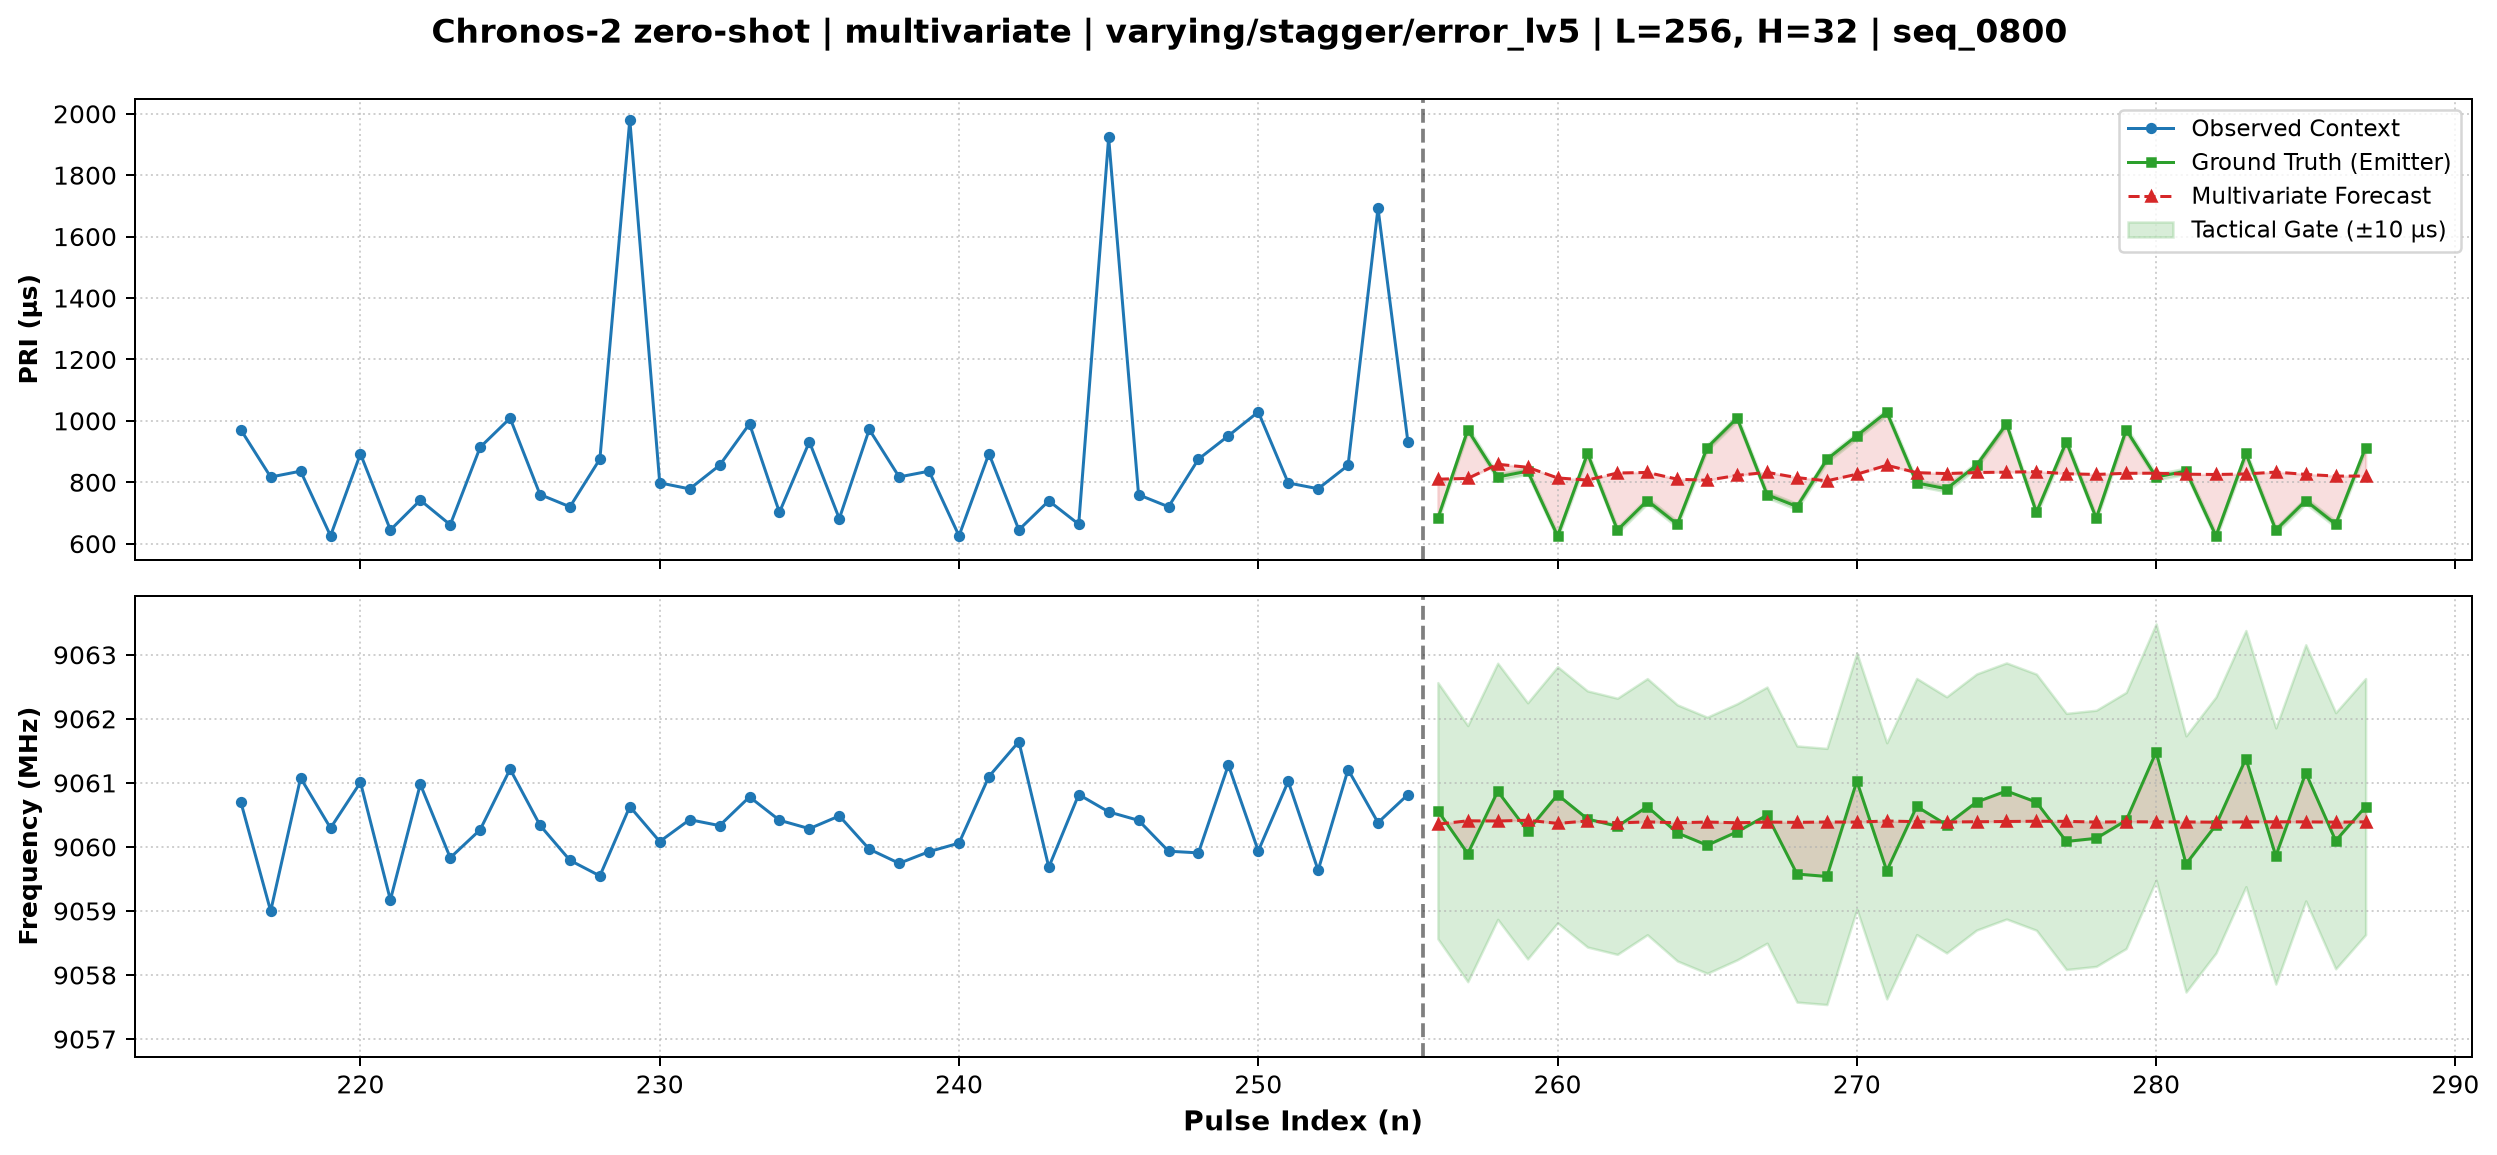 Chronos-2 zero-shot | multivariate | varying/stagger/error_lv5 | L=256, H=32 | seq_0800
2000
1800
1600
1400
1200
1000
800
600
PRI (µs)
Observed Context
Ground Truth (Emitter)
Multivariate Forecast
Tactical Gate (±10 µs)
9063
9062
9061
9060
9059
9058
9057
Frequency (MHz)
220 230 240 250 260 270 280 290
Pulse Index (n)